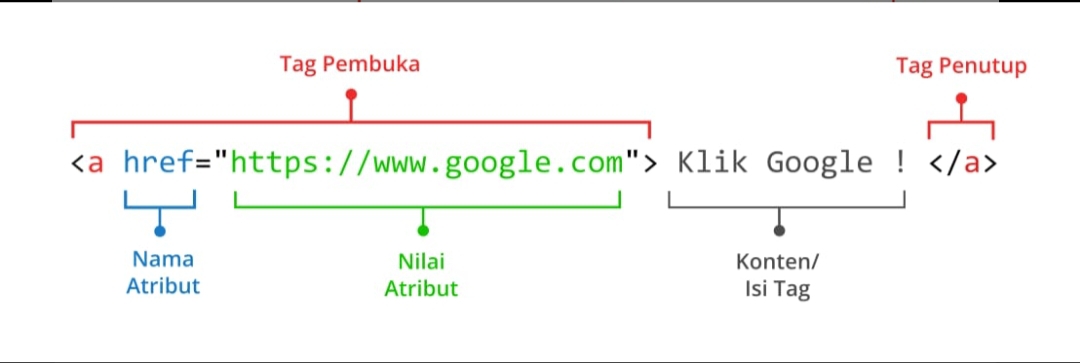 Tag Pembuka
Tag Penutup
<a href="https://www.google.com"> Klik Google ! </a>
Nama
Atribut
Nilai
Atribut
Konten/
Isi Tag